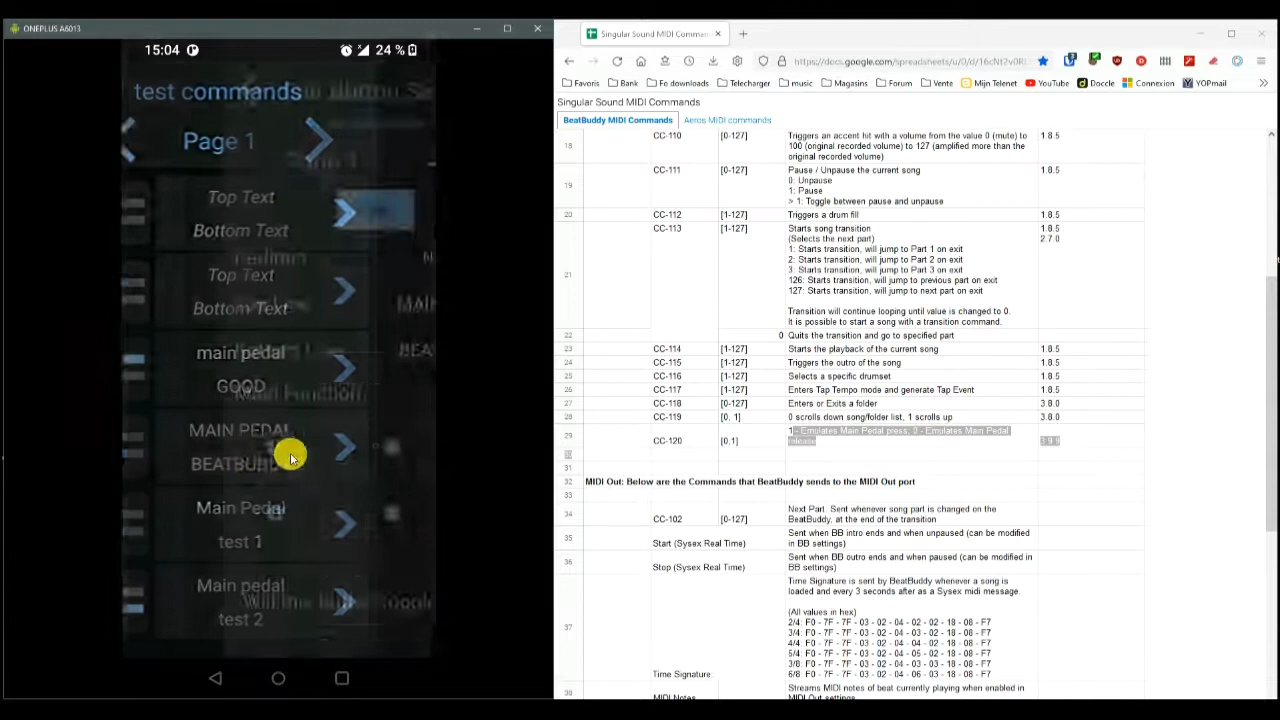 ONEPLUS A6013
15:04
24 %
test commands
Page 1
Top Text
Bottom Text
Top Text
Bottom Text
main pedal
GOOD
MAIN PEDAL
Main Pedal
test 1
Main pedal
test 2
Singular Sound MIDI Comman
https://docs.google.com/spreadsheets/u/0/d/16cNt2v0RL
Favoris
Bank
Fo downloads
Telecharger
music
Magasins
Forum
Vente
Mijn Telenet
YouTube
Doccle
Connexion
YOPmail
Singular Sound MIDI Commands
BeatBuddy MIDI Commands
Aeros MIDI commands
18 CC-110 [0-127] Triggers an accent hit with a volume from the value 0 (mute) to 1.8.5
100 (original recorded volume) to 127 (amplified more than the
original recorded volume)
19 CC-111 [0-127] Pause / Unpause the current song 1.8.5
0: Unpause
1: Pause
> 1: Toggle between pause and unpause
20 CC-112 [1-127] Triggers a drum fill 1.8.5
21 CC-113 [1-127] Starts song transition 1.8.5
(Selects the next part) 2.7.0
1: Starts transition, will jump to Part 1 on exit
2: Starts transition, will jump to Part 2 on exit
3: Starts transition, will jump to Part 3 on exit
126: Starts transition, will jump to previous part on exit
127: Starts transition, will jump to next part on exit
Transition will continue looping until value is changed to 0.
It is possible to start a song with a transition command.
22 0 Quits the transition and go to specified part
23 CC-114 [1-127] Starts the playback of the current song 1.8.5
24 CC-115 [1-127] Triggers the outro of the song 1.8.5
25 CC-116 [1-127] Selects a specific drumset 1.8.5
26 CC-117 [1-127] Enters Tap Tempo mode and generate Tap Event 1.8.5
27 CC-118 [0-127] Enters or Exits a folder 3.8.0
28 CC-119 [0, 1] 0 scrolls down song/folder list, 1 scrolls up 3.8.0
29 CC-120 [0,1] 1 - Emulates Main Pedal press; 0 - Emulates Main Pedal
release 3.9.9
31
32 MIDI Out: Below are the Commands that BeatBuddy sends to the MIDI Out port
33
34 CC-102 [0-127] Next Part. Sent whenever song part is changed on the
BeatBuddy, at the end of the transition
35 Start (Sysex Real Time) Sent when BB intro ends and when unpaused (can be modified
in BB settings)
36 Stop (Sysex Real Time) Sent when BB outro ends and when paused (can be modified in
BB settings)
37 Time Signature Time Signature is sent by BeatBuddy whenever a song is
loaded and every 3 seconds after as a Sysex midi message.
(All values in hex)
2/4: F0 - 7F - 7F - 03 - 02 - 04 - 02 - 02 - 18 - 08 - F7
3/4: F0 - 7F - 7F - 03 - 02 - 04 - 03 - 02 - 18 - 08 - F7
4/4: F0 - 7F - 7F - 03 - 02 - 04 - 04 - 02 - 18 - 08 - F7
5/4: F0 - 7F - 7F - 03 - 02 - 04 - 05 - 02 - 18 - 08 - F7
3/8: F0 - 7F - 7F - 03 - 02 - 04 - 03 - 03 - 18 - 08 - F7
6/8 F0 - 7F - 7F - 03 - 02 - 04 - 06 - 03 - 18 - 08 - F7
38 MIDI Notes Streams MIDI notes of beat currently playing when enabled in
MIDI Out settings